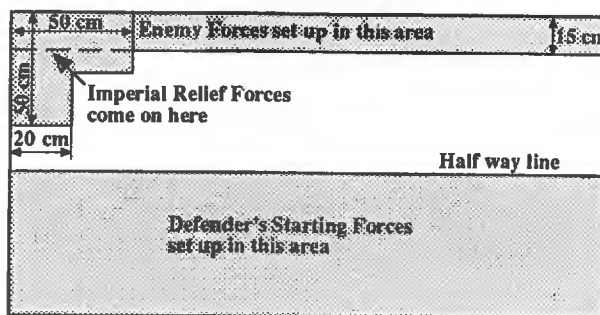 50 cm
Enemy Forces set up in this area
15 cm
50 cm
Imperial Relief Forces
come on here
20 cm
Half way line
Defender's Starting Forces
set up in this area